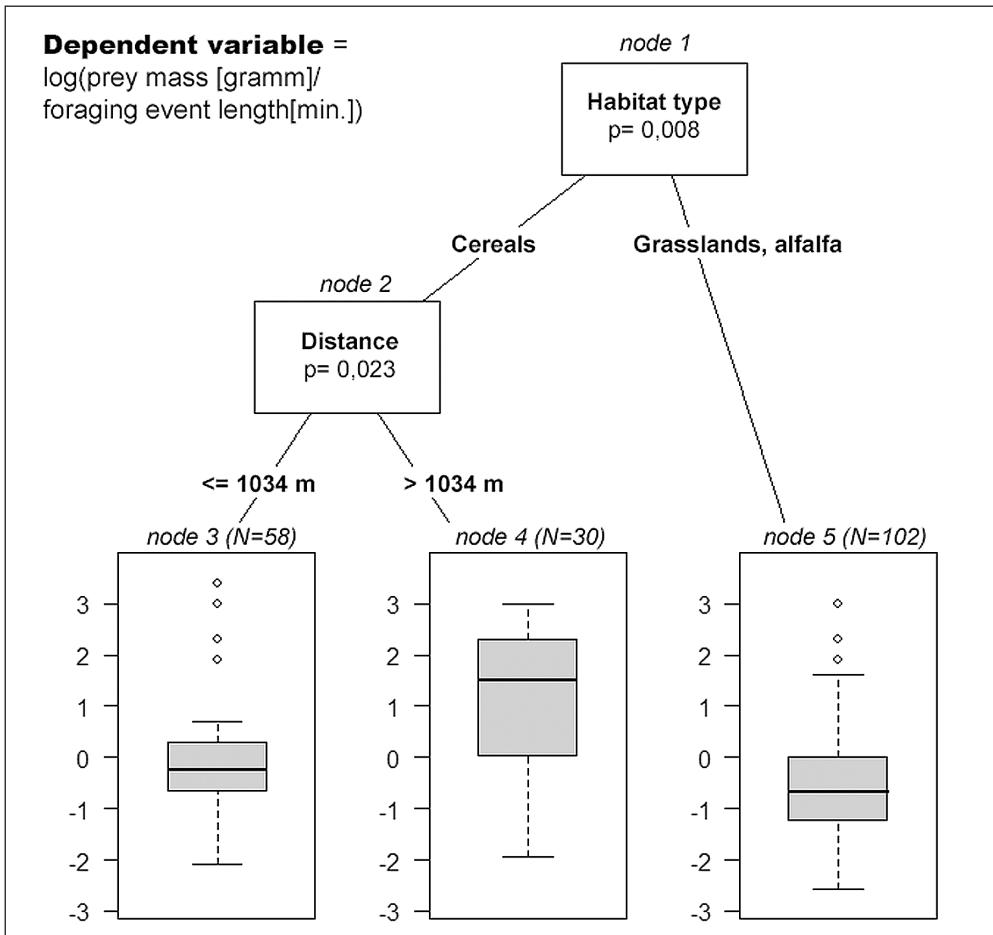 Dependent variable =
log(prey mass [gramm]/
foraging event length[min.])
node 1
Habitat type
p= 0,008
Cereals
Grasslands, alfalfa
node 2
Distance
p= 0,023
<= 1034 m
> 1034 m
node 3 (N=58)
3
2
1
0
-1
-2
-3
node 4 (N=30)
3
2
1
0
-1
-2
-3
node 5 (N=102)
3
2
1
0
-1
-2
-3